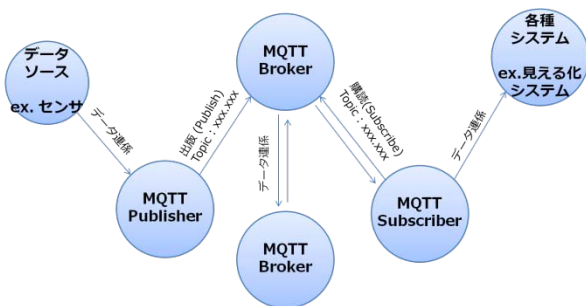 データ
ソース
ex. センサ
データ連係
MQTT
Publisher
出版 (Publish)
Topic : xxx.xxx
MQTT
Broker
データ連係
MQTT
Broker
購読(Subscribe)
Topic : xxx.xxx
MQTT
Subscriber
データ連係
各種
システム
ex.見える化
システム